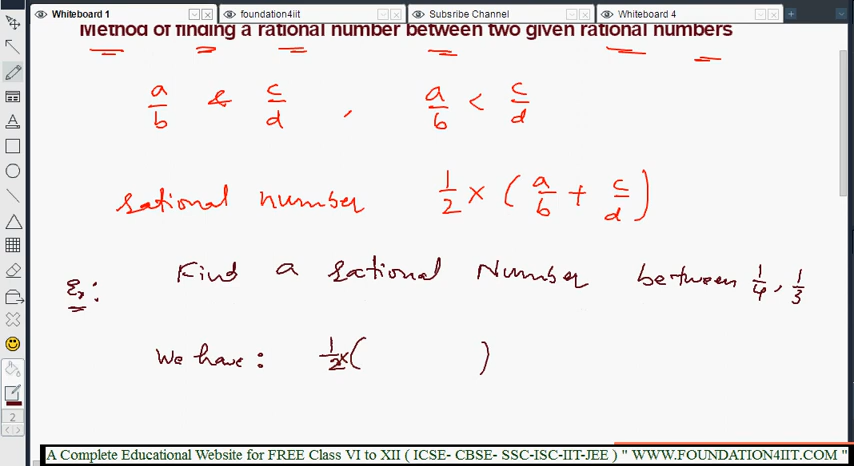 Whiteboard 1 foundation4iit Subsribe Channel Whiteboard 4
Method of finding a rational number between two given rational numbers
a/b & c/d , a/b < c/d
rational number 1/2 × ( a/b + c/d )
Ex: Find a rational Number between 1/4 , 1/3
We have : 1/2 × ( )
2
A Complete Educational Website for FREE Class VI to XII ( ICSE- CBSE- SSC-ISC-IIT-JEE ) " WWW.FOUNDATION4IIT.COM "